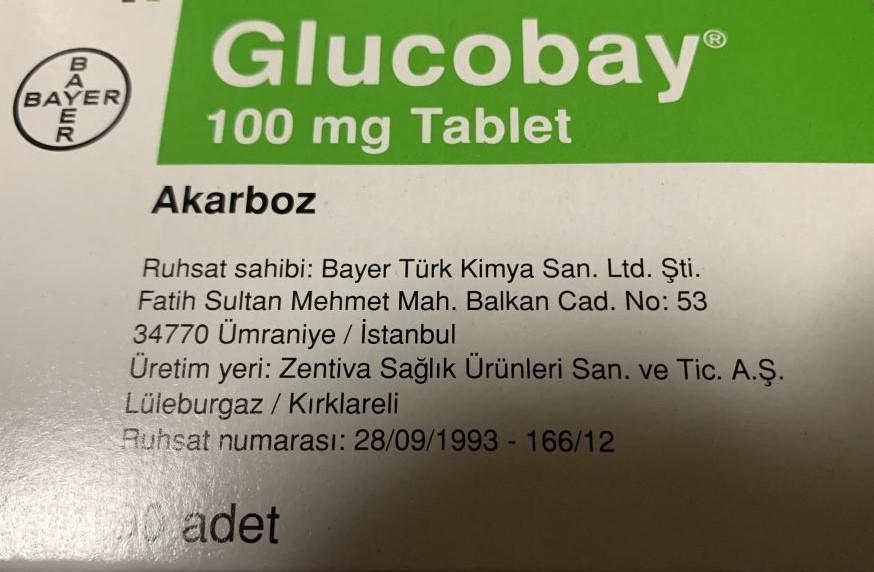 BAYER
BAYER
Glucobay®
100 mg Tablet
Akarboz
Ruhsat sahibi: Bayer Türk Kimya San. Ltd. Şti.
Fatih Sultan Mehmet Mah. Balkan Cad. No: 53
34770 Ümraniye / İstanbul
Üretim yeri: Zentiva Sağlık Ürünleri San. ve Tic. A.Ş.
Lüleburgaz / Kırklareli
Ruhsat numarası: 28/09/1993 - 166/12
adet